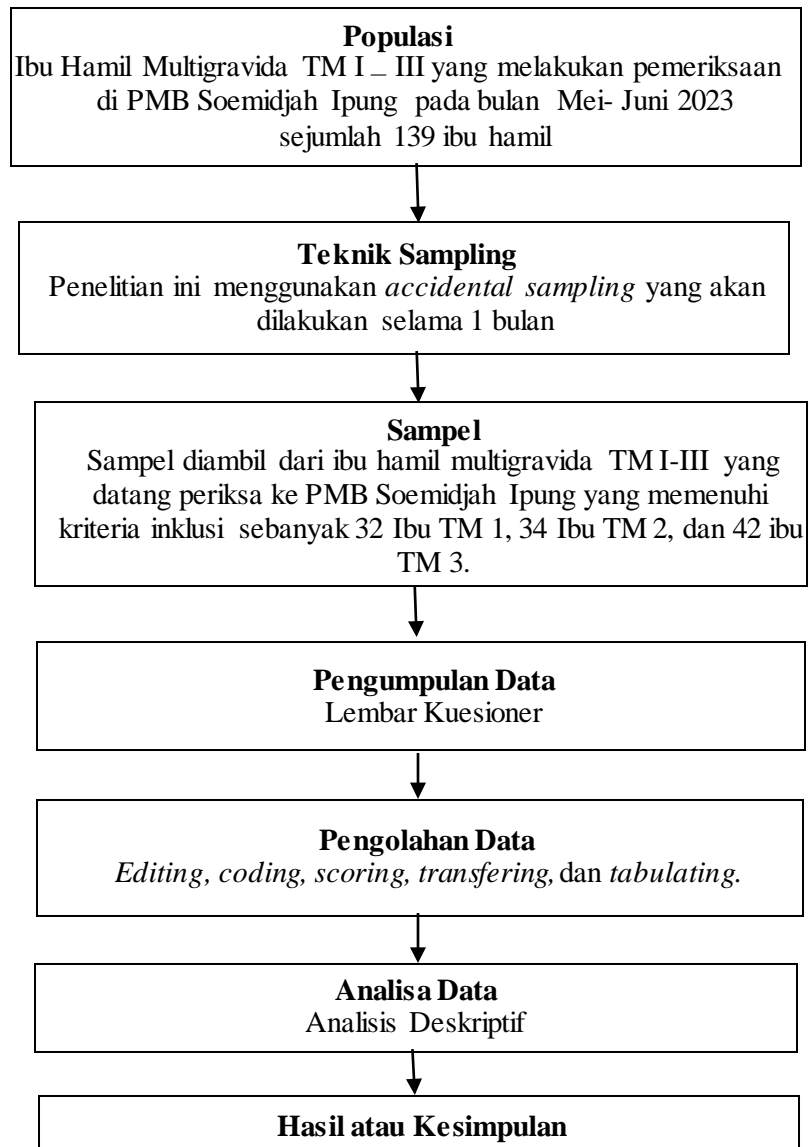 Populasi
Ibu Hamil Multigravida TM I – III yang melakukan pemeriksaan
di PMB Soemidjah Ipung pada bulan Mei- Juni 2023
sejumlah 139 ibu hamil
Teknik Sampling
Penelitian ini menggunakan accidental sampling yang akan
dilakukan selama 1 bulan
Sampel
Sampel diambil dari ibu hamil multigravida TM I-III yang
datang periksa ke PMB Soemidjah Ipung yang memenuhi
kriteria inklusi sebanyak 32 Ibu TM 1, 34 Ibu TM 2, dan 42 ibu
TM 3.
Pengumpulan Data
Lembar Kuesioner
Pengolahan Data
Editing, coding, scoring, transfering, dan tabulating.
Analisa Data
Analisis Deskriptif
Hasil atau Kesimpulan